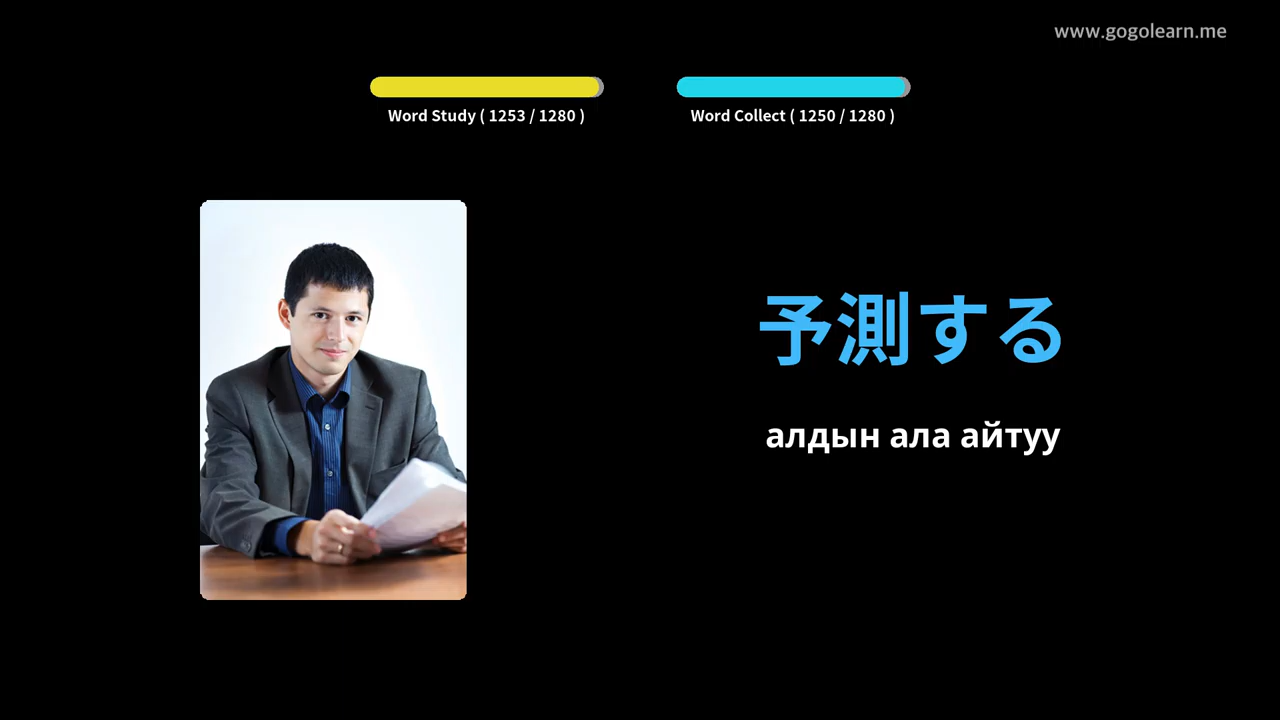 www.gogolearn.me
Word Study ( 1253 / 1280 )
Word Collect ( 1250 / 1280 )
予測する
алдын ала айтуу